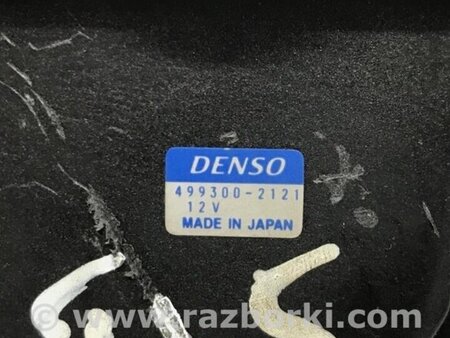 DENSO
499300-2121
12V
MADE IN JAPAN
© www.razborki.com